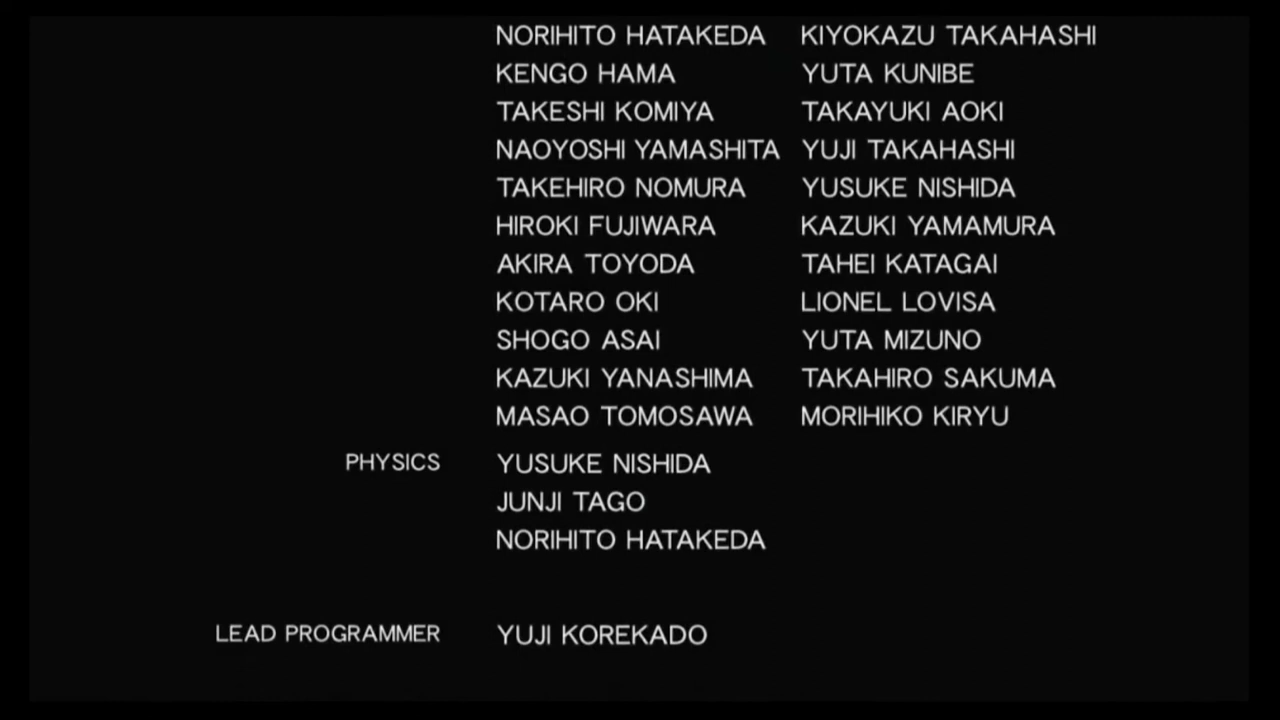 NORIHITO HATAKEDA KIYOKAZU TAKAHASHI
KENGO HAMA YUTA KUNIBE
TAKESHI KOMIYA TAKAYUKI AOKI
NAOYOSHI YAMASHITA YUJI TAKAHASHI
TAKEHIRO NOMURA YUSUKE NISHIDA
HIROKI FUJIWARA KAZUKI YAMAMURA
AKIRA TOYODA TAHEI KATAGAI
KOTARO OKI LIONEL LOVISA
SHOGO ASAI YUTA MIZUNO
KAZUKI YANASHIMA TAKAHIRO SAKUMA
MASAO TOMOSAWA MORIHIKO KIRYU
PHYSICS YUSUKE NISHIDA
JUNJI TAGO
NORIHITO HATAKEDA
LEAD PROGRAMMER YUJI KOREKADO